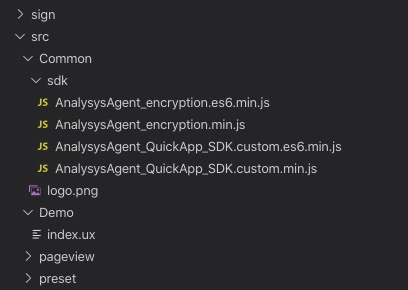 sign
src
Common
sdk
JS AnalysysAgent_encryption.es6.min.js
JS AnalysysAgent_encryption.min.js
JS AnalysysAgent_QuickApp_SDK.custom.es6.min.js
JS AnalysysAgent_QuickApp_SDK.custom.min.js
logo.png
Demo
index.ux
pageview
preset